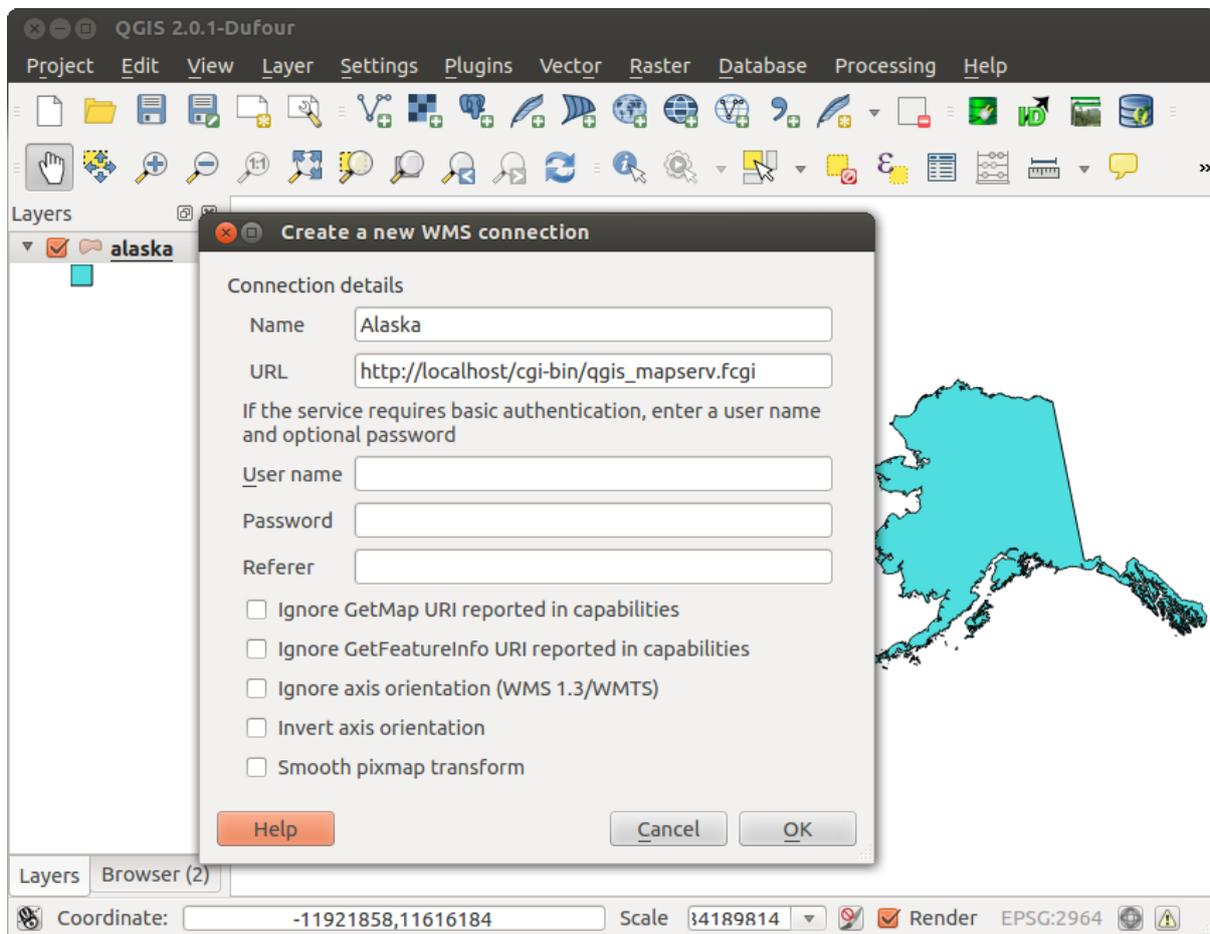 QGIS 2.0.1-Dufour
Project Edit View Layer Settings Plugins Vector Raster Database Processing Help
1:1
Layers
alaska
Create a new WMS connection
Connection details
Name Alaska
URL http://localhost/cgi-bin/qgis_mapserv.fcgi
If the service requires basic authentication, enter a user name
and optional password
User name
Password
Referer
Ignore GetMap URI reported in capabilities
Ignore GetFeatureInfo URI reported in capabilities
Ignore axis orientation (WMS 1.3/WMTS)
Invert axis orientation
Smooth pixmap transform
Help Cancel OK
Layers Browser (2)
Coordinate: -11921858,11616184 Scale 34189814 Render EPSG:2964